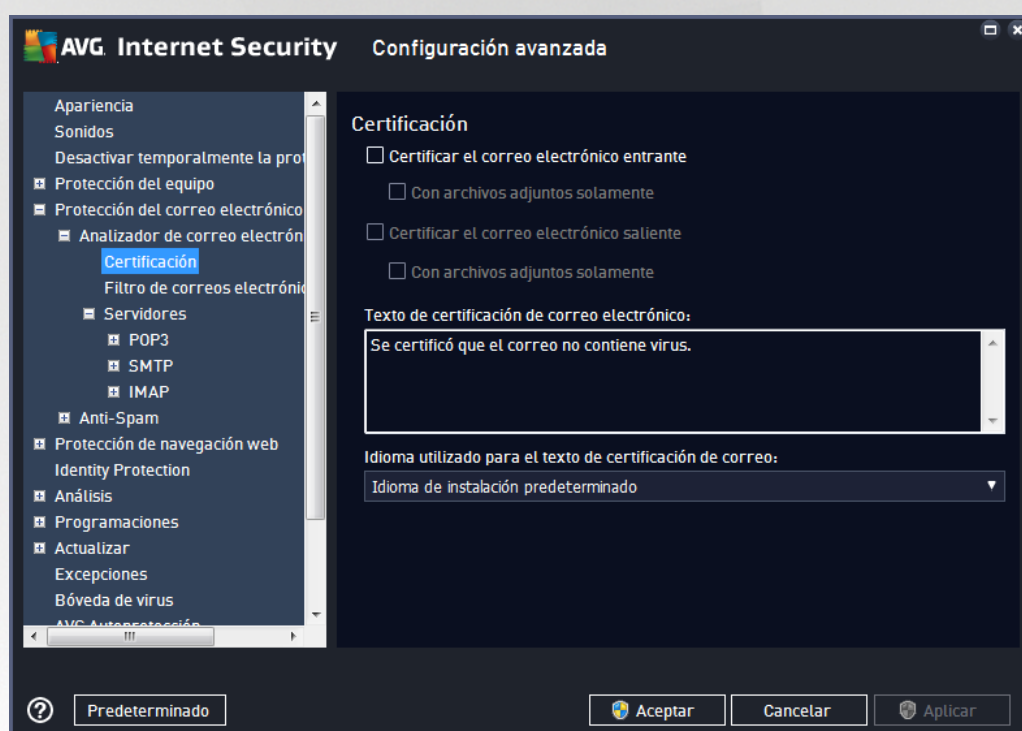 AVG. Internet Security Configuración avanzada
Apariencia
Sonidos
Desactivar temporalmente la prot
Protección del equipo
Protección del correo electrónico
Analizador de correo electrón
Certificación
Filtro de correos electrónic
Servidores
POP3
SMTP
IMAP
Anti-Spam
Protección de navegación web
Identity Protection
Análisis
Programaciones
Actualizar
Excepciones
Bóveda de virus
AVG Autoprotección
Certificación
Certificar el correo electrónico entrante
Con archivos adjuntos solamente
Certificar el correo electrónico saliente
Con archivos adjuntos solamente
Texto de certificación de correo electrónico:
Se certificó que el correo no contiene virus.
Idioma utilizado para el texto de certificación de correo:
Idioma de instalación predeterminado
? Predeterminado Aceptar Cancelar Aplicar